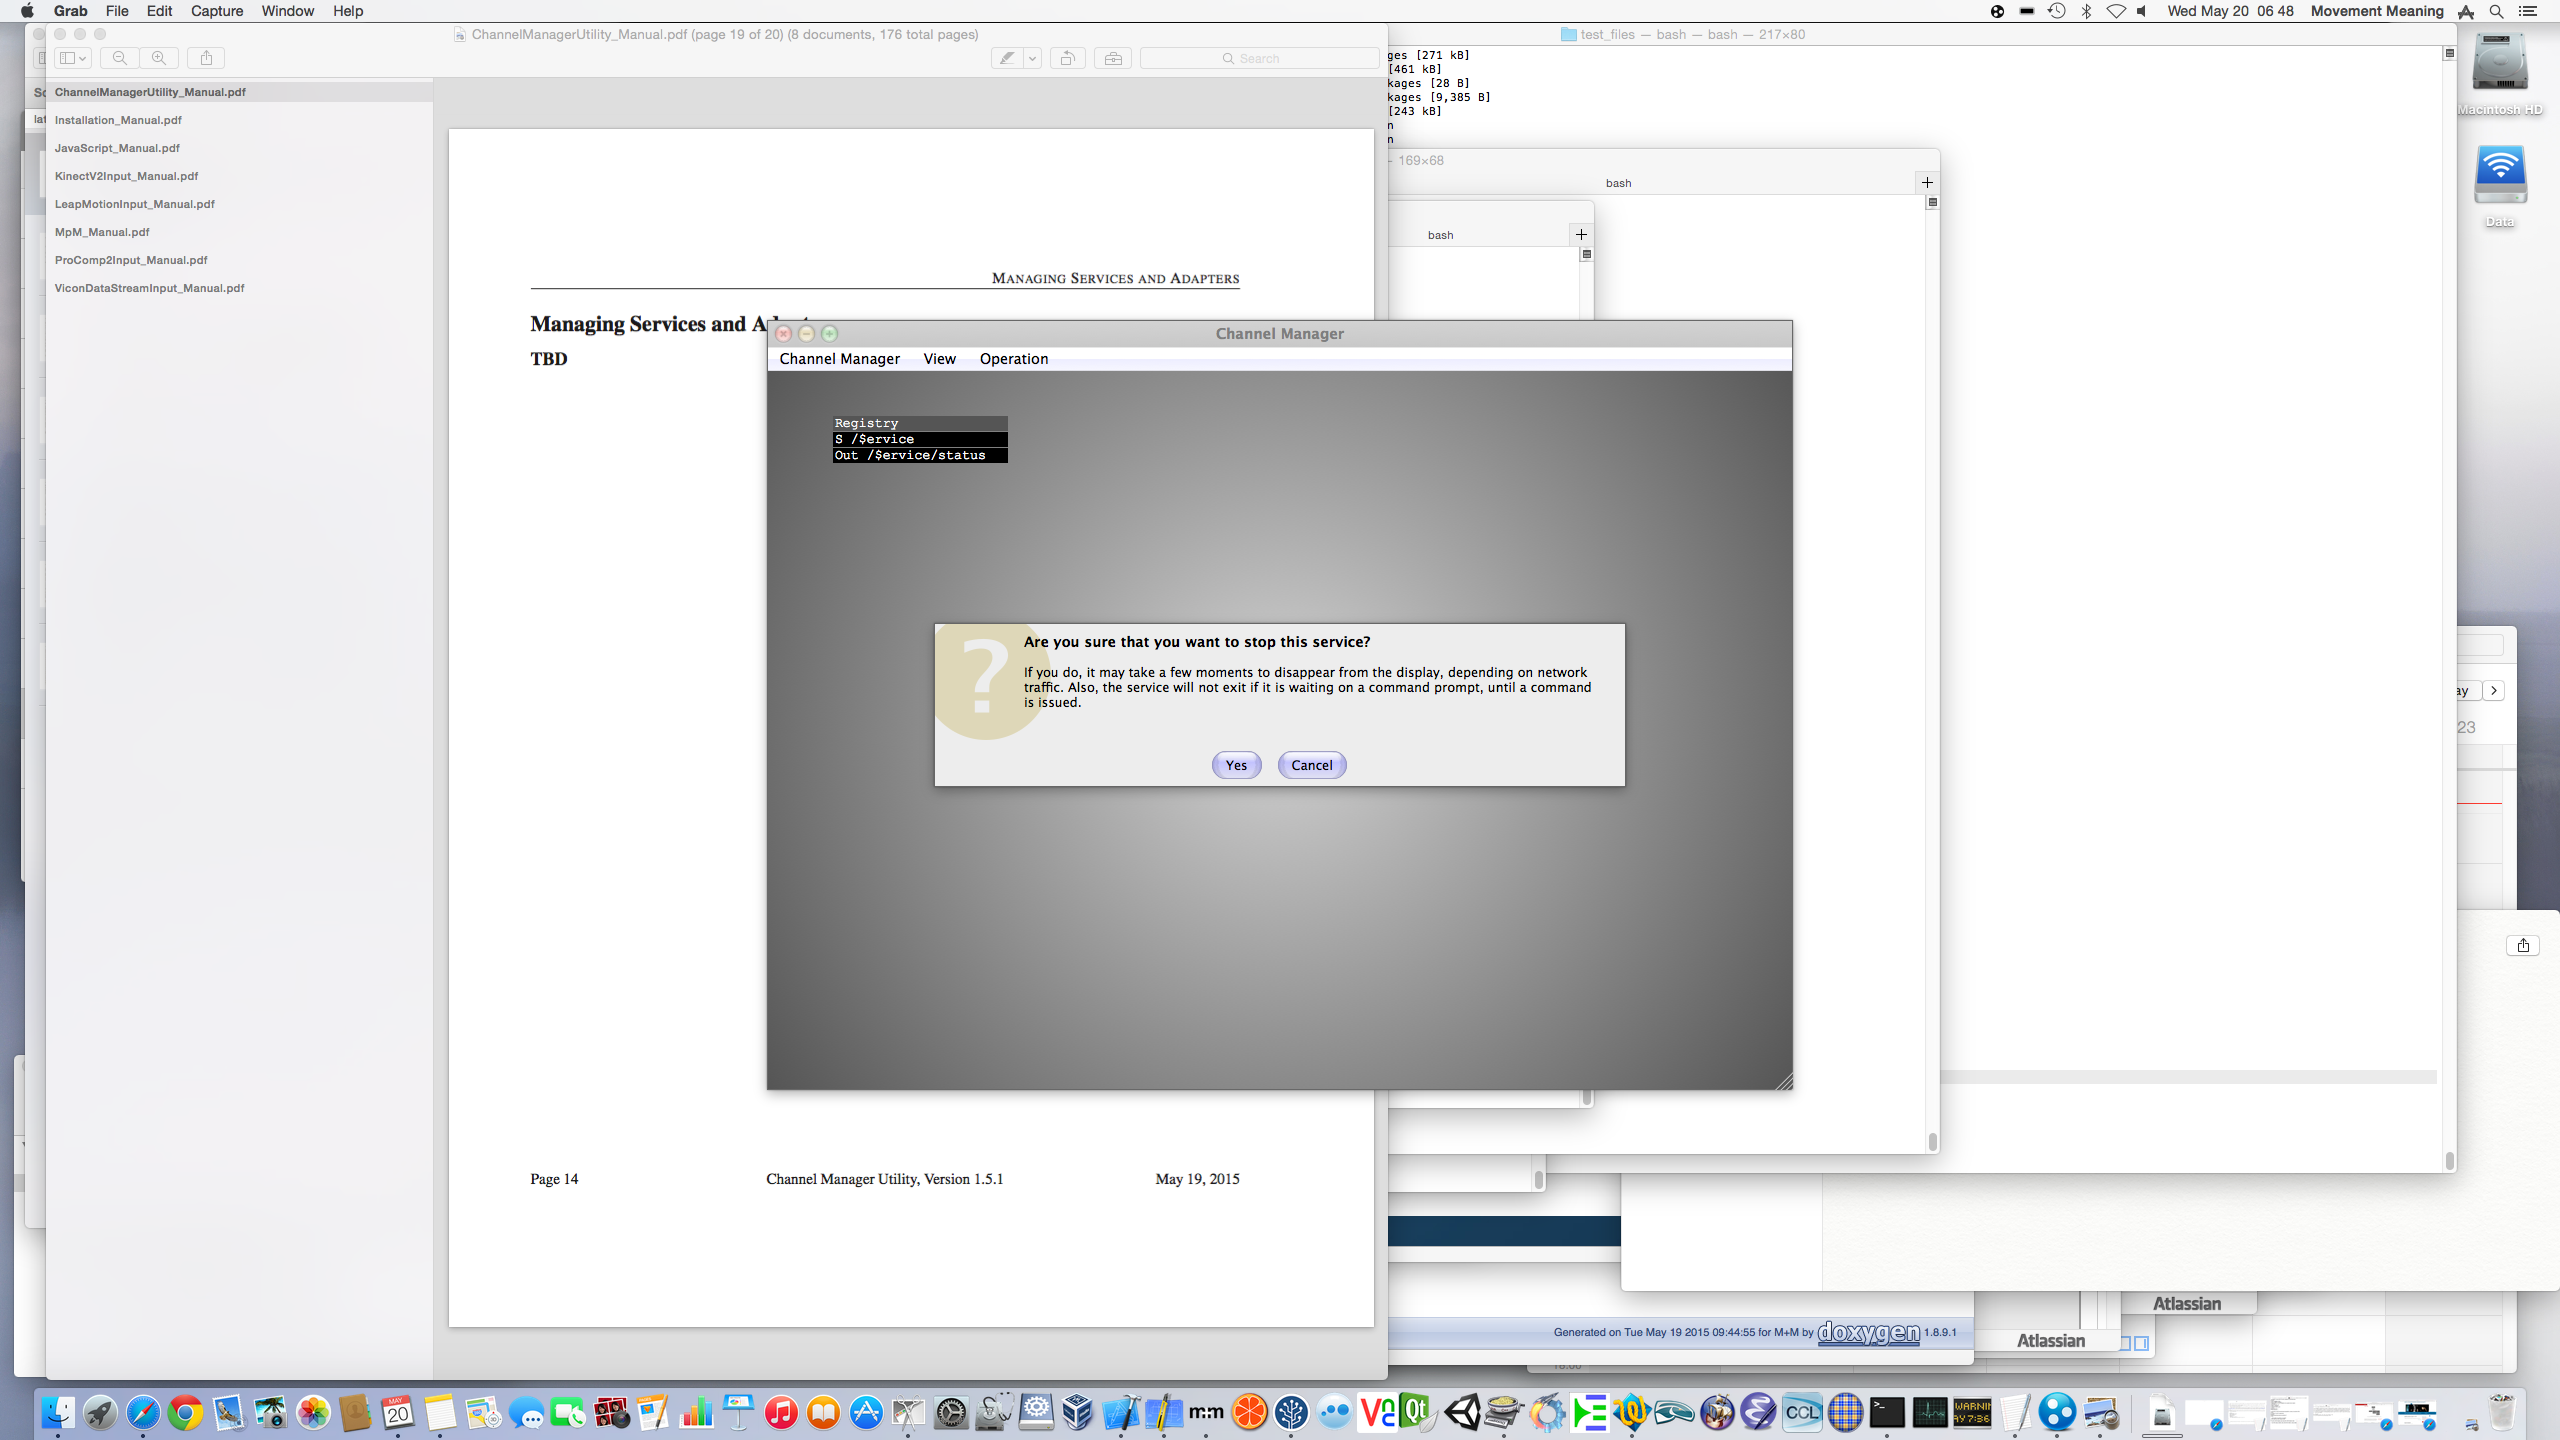 Grab File Edit Capture Window Help
Wed May 20 06 48 Movement Meaning
ChannelManagerUtility_Manual.pdf (page 19 of 20) (8 documents, 176 total pages)
Search
ChannelManagerUtility_Manual.pdf
Installation_Manual.pdf
JavaScript_Manual.pdf
KinectV2Input_Manual.pdf
LeapMotionInput_Manual.pdf
MpM_Manual.pdf
ProComp2Input_Manual.pdf
ViconDataStreamInput_Manual.pdf
MANAGING SERVICES AND ADAPTERS
Managing Services and A
TBD
Page 14 Channel Manager Utility, Version 1.5.1 May 19, 2015
test_files — bash — bash — 217×80
ges [271 kB]
[461 kB]
kages [28 B]
kages [9,385 B]
[243 kB]
n
n
169×68
bash
bash
Macintosh HD
Data
Channel Manager
Channel Manager View Operation
Registry
S /$ervice
Out /$ervice/status
Are you sure that you want to stop this service?
If you do, it may take a few moments to disappear from the display, depending on network
traffic. Also, the service will not exit if it is waiting on a command prompt, until a command
is issued.
Yes Cancel
ay
23
Generated on Tue May 19 2015 09:44:55 for M+M by doxygen 1.8.9.1
Atlassian
Atlassian
MAY
20
m:m
Qt
CCL